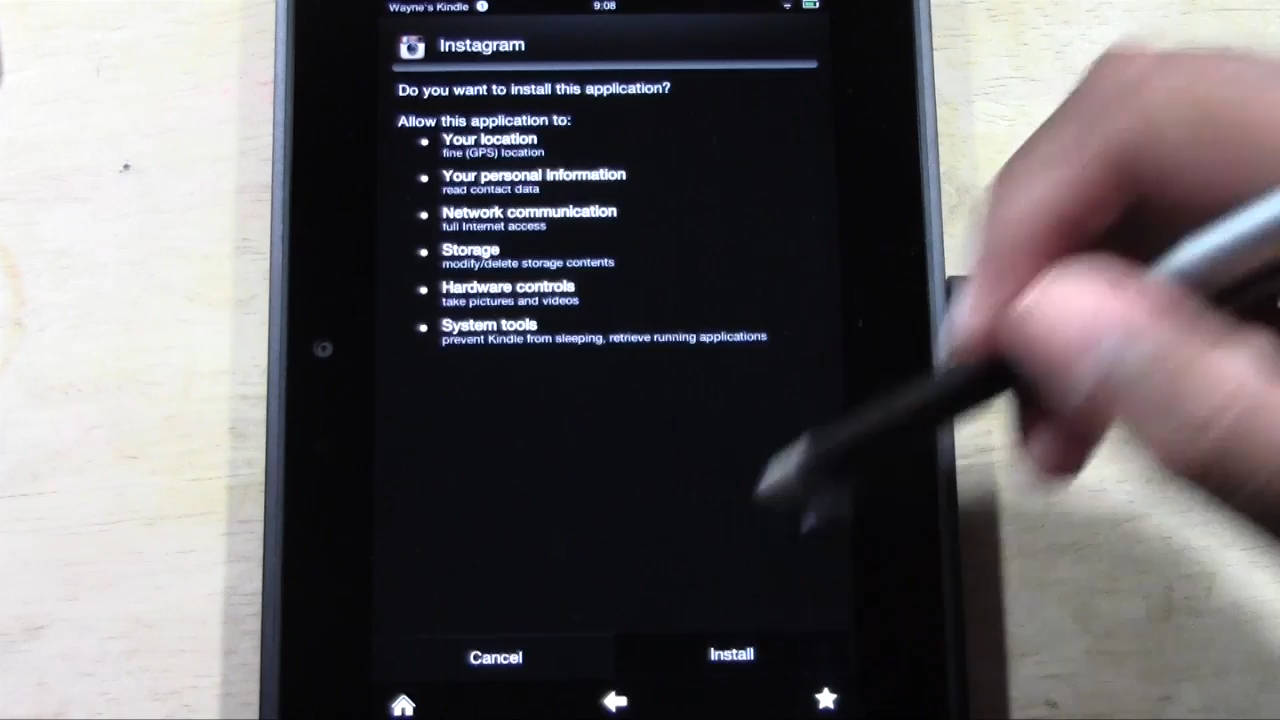 Wayne's Kindle 1 9:08
Instagram
Do you want to install this application?
Allow this application to:
Your location
fine (GPS) location
Your personal information
read contact data
Network communication
full Internet access
Storage
modify/delete storage contents
Hardware controls
take pictures and videos
System tools
prevent Kindle from sleeping, retrieve running applications
Cancel Install